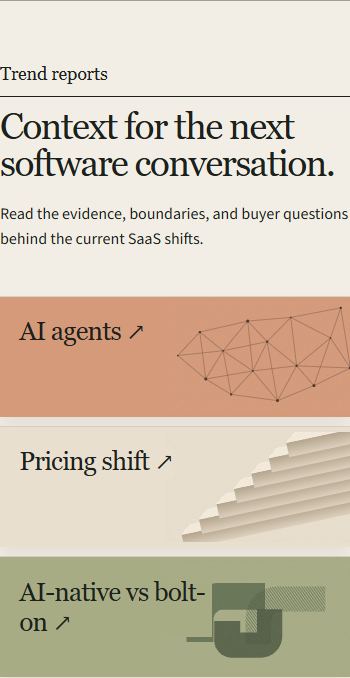 Trend reports
Context for the next
software conversation.
Read the evidence, boundaries, and buyer questions
behind the current SaaS shifts.
AI agents ↗
Pricing shift ↗
AI-native vs bolt-
on ↗